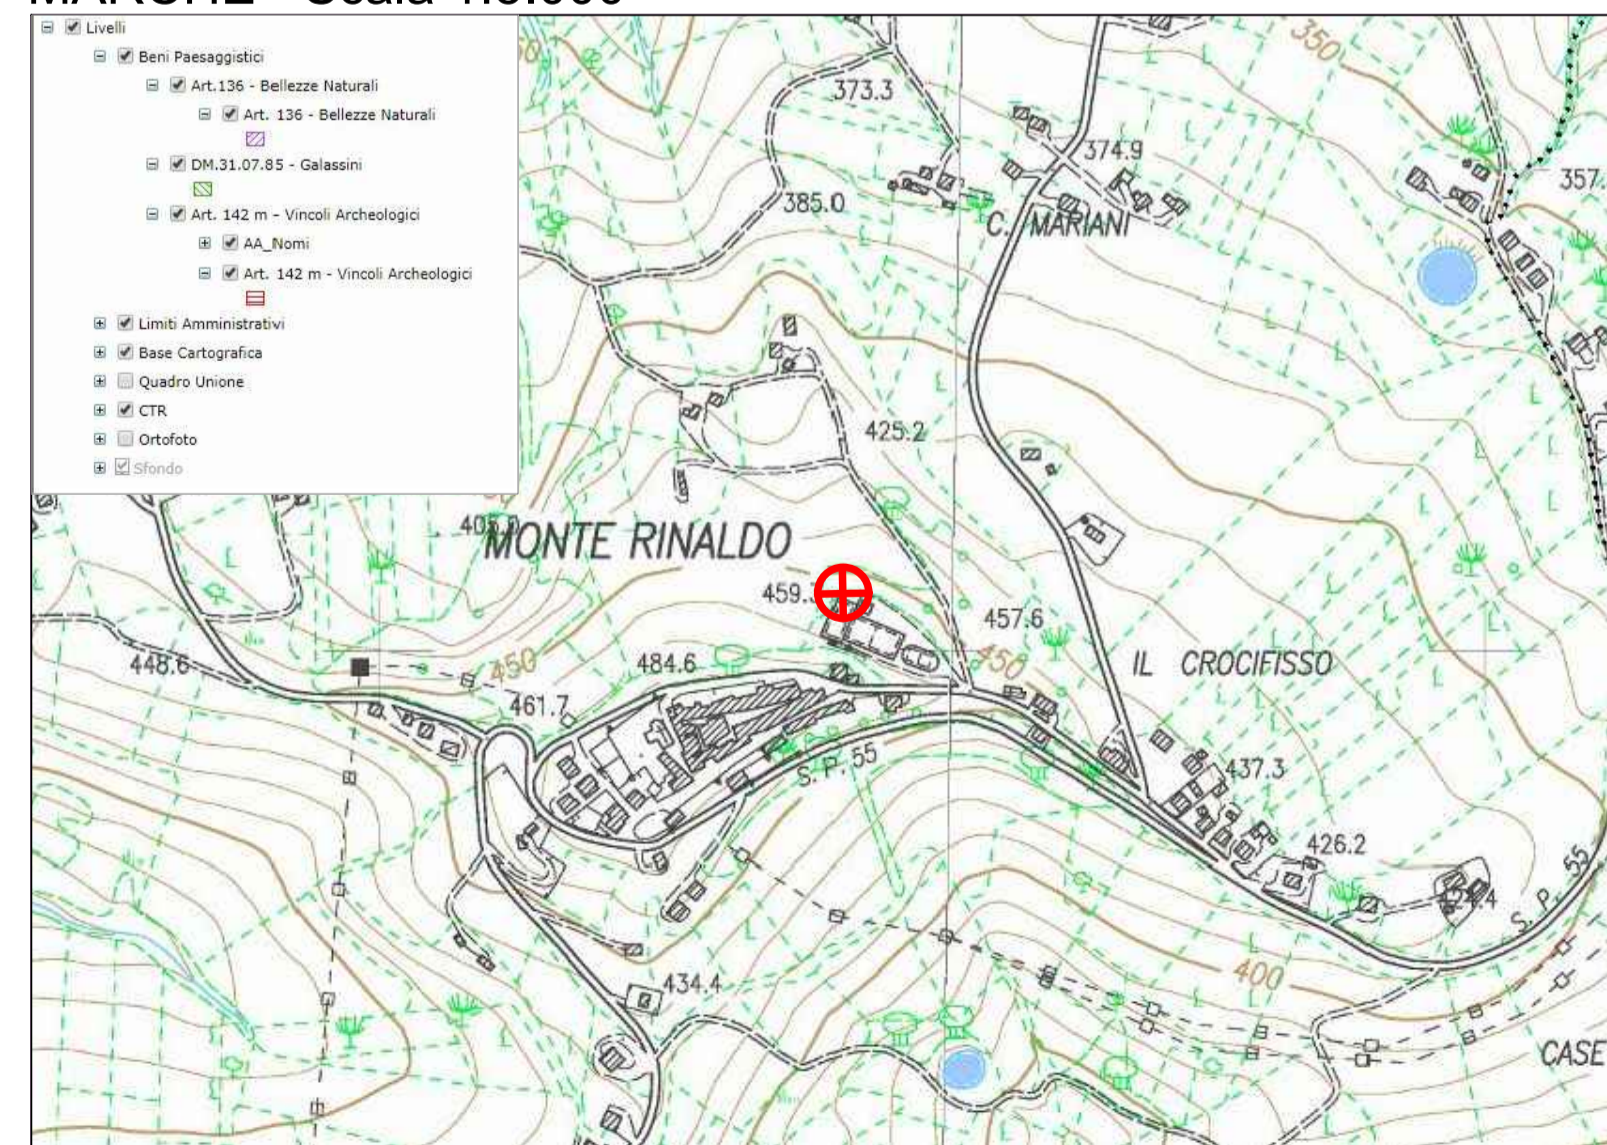 Livelli
Beni Paesaggistici
Art.136 - Bellezze Naturali
Art. 136 - Bellezze Naturali
DM.31.07.85 - Galassini
Art. 142 m - Vincoli Archeologici
AA_Nomi
Art. 142 m - Vincoli Archeologici
Limiti Amministrativi
Base Cartografica
Quadro Unione
CTR
Ortofoto
Sfondo
350
373.3
374.9
357.
385.0
C. MARIANI
425.2
MONTE RINALDO
459.
457.6
448.6
450
484.6
450
IL CROCIFISSO
461.7
S. P. 55
437.3
426.2
S. P. 55
434.4
400
CASE